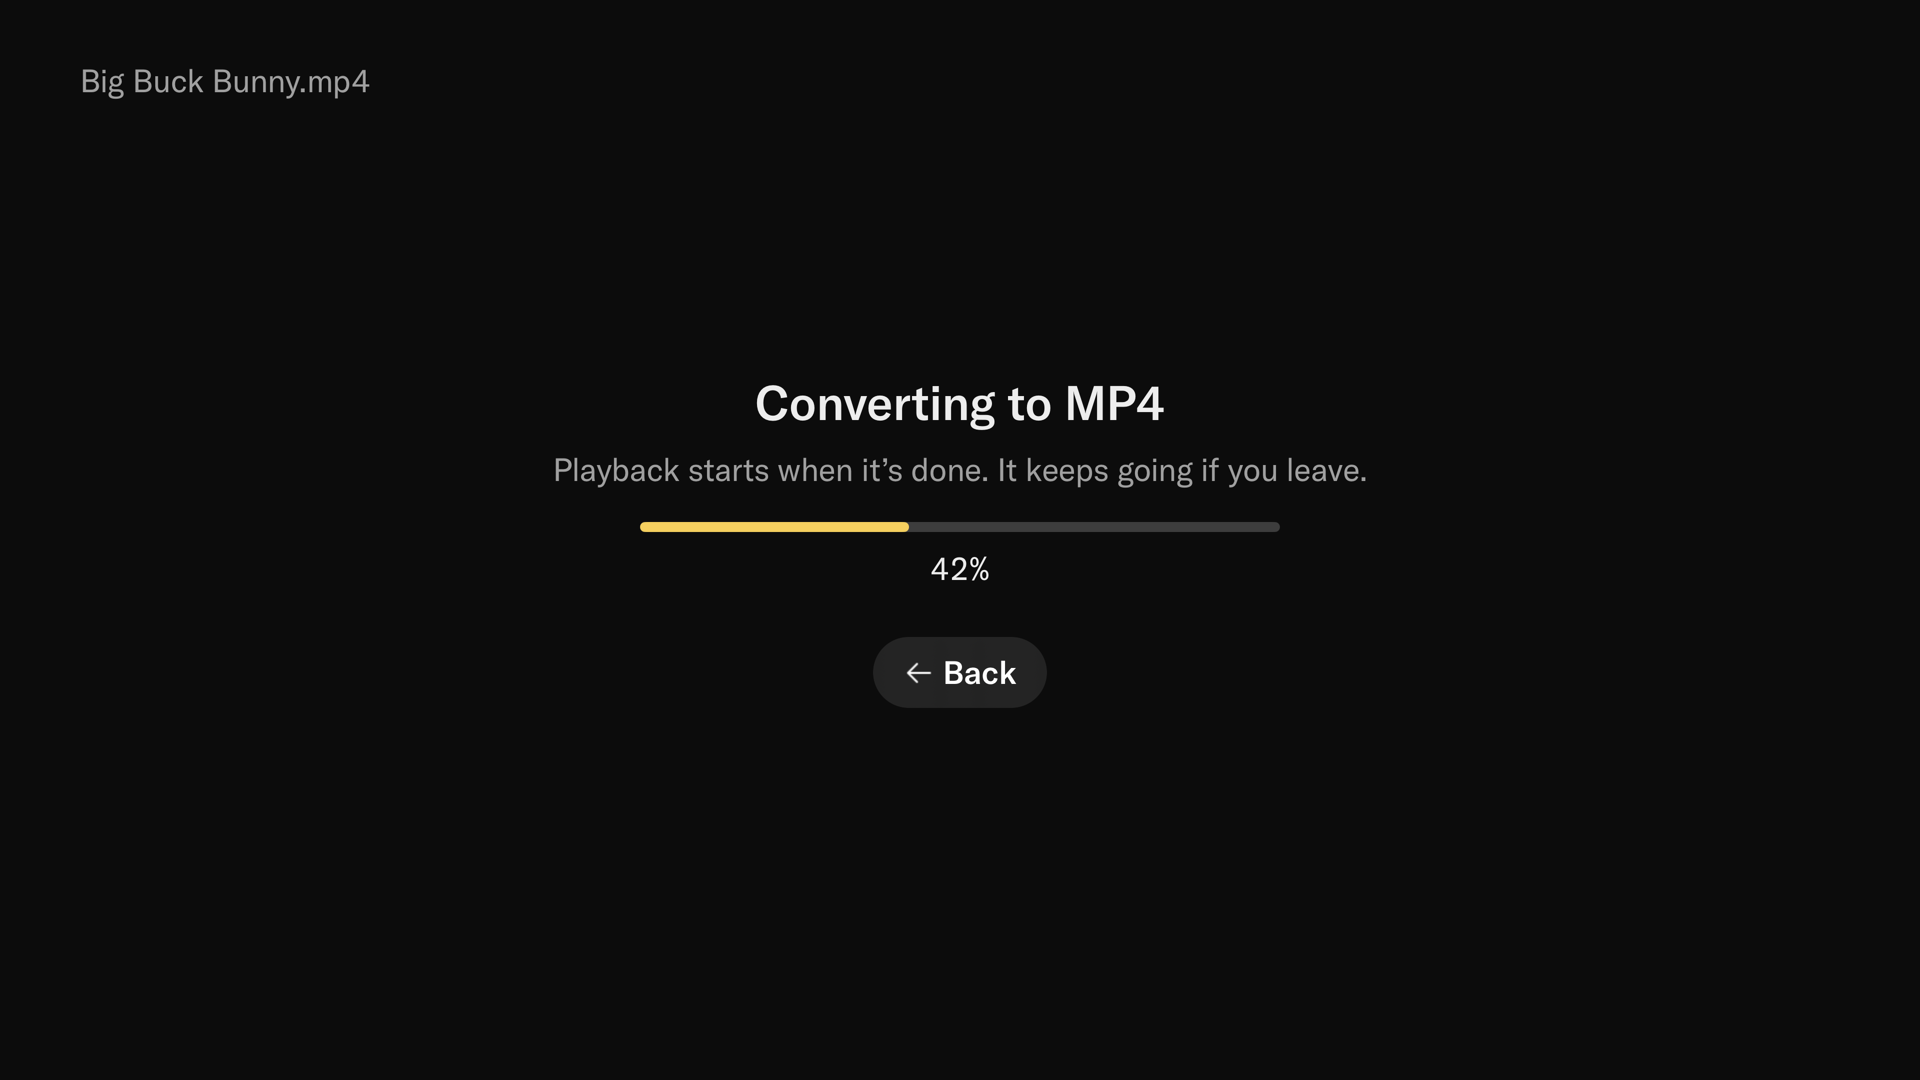 Big Buck Bunny.mp4
Converting to MP4
Playback starts when it’s done. It keeps going if you leave.
42%
← Back